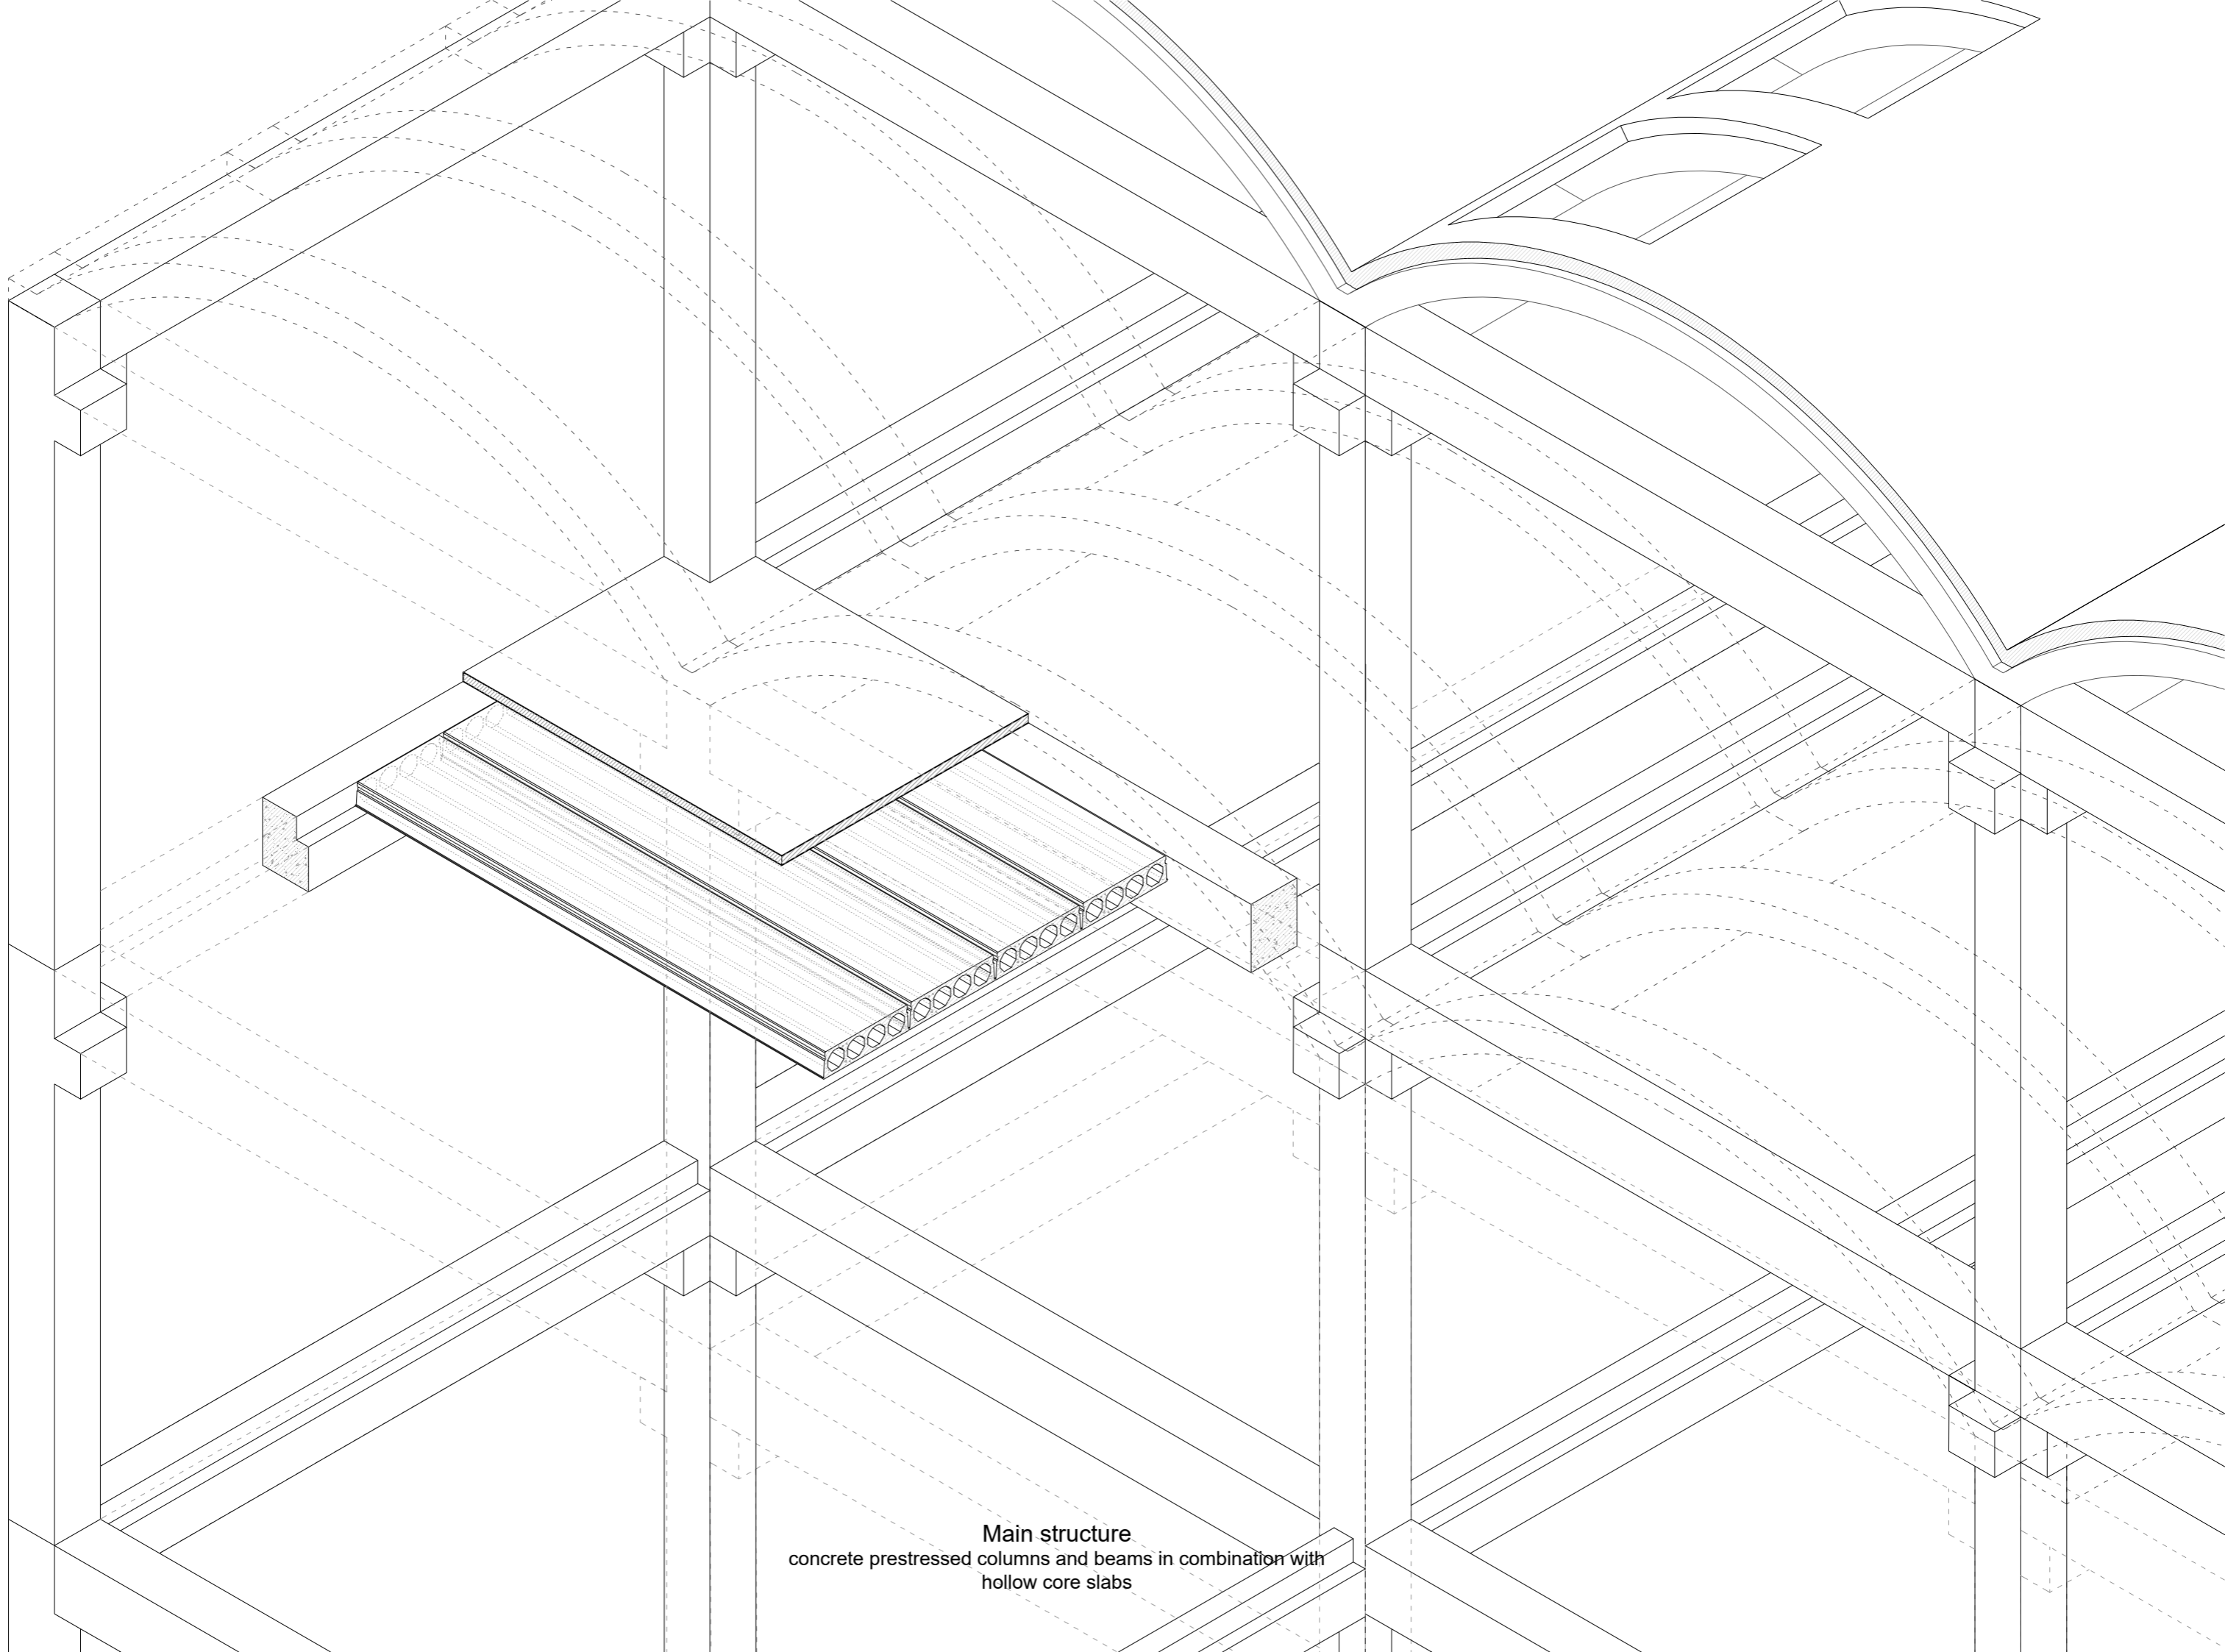 Main structure
concrete prestressed columns and beams in combination with
hollow core slabs